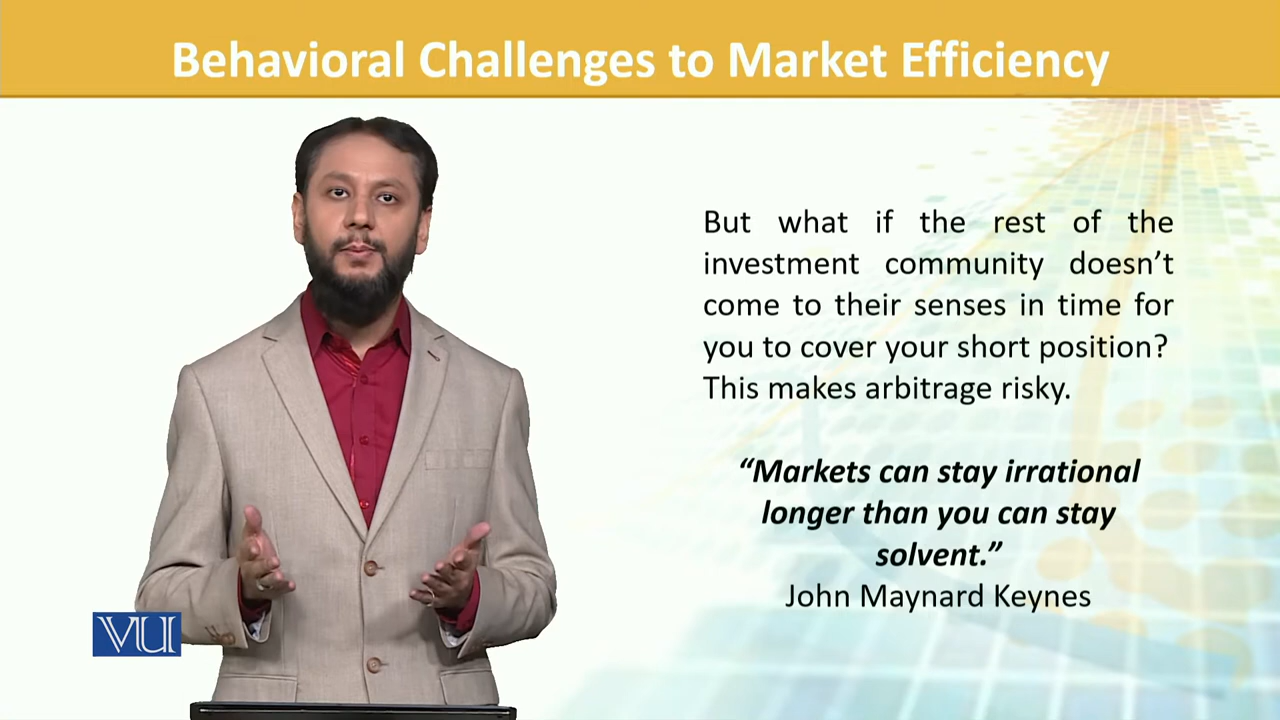 Behavioral Challenges to Market Efficiency
But what if the rest of the
investment community doesn’t
come to their senses in time for
you to cover your short position?
This makes arbitrage risky.
“Markets can stay irrational
longer than you can stay
solvent.”
John Maynard Keynes
VU